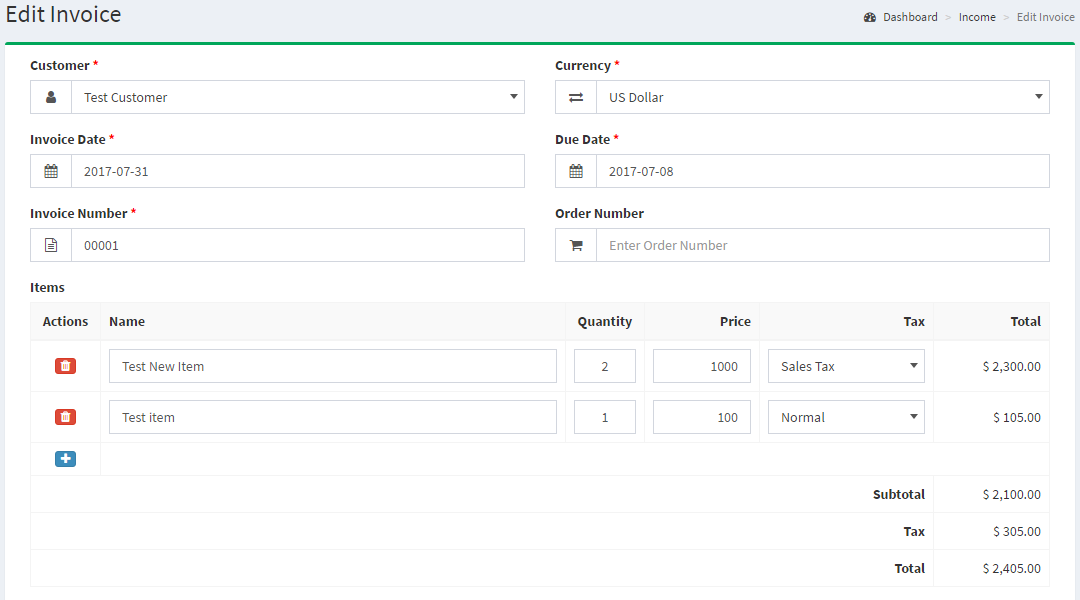 Edit Invoice
Dashboard > Income > Edit Invoice
Customer * Currency *
Test Customer US Dollar
Invoice Date * Due Date *
2017-07-31 2017-07-08
Invoice Number * Order Number
00001 Enter Order Number
Items
Actions Name Quantity Price Tax Total
Test New Item 2 1000 Sales Tax $ 2,300.00
Test item 1 100 Normal $ 105.00
Subtotal $ 2,100.00
Tax $ 305.00
Total $ 2,405.00